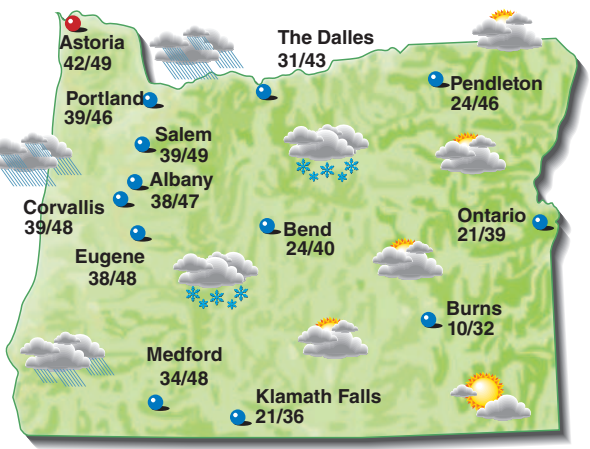 Astoria
42/49
The Dalles
31/43
Pendleton
24/46
Portland
39/46
Salem
39/49
Albany
38/47
Corvallis
39/48
Eugene
38/48
Bend
24/40
Ontario
21/39
Burns
10/32
Medford
34/48
Klamath Falls
21/36